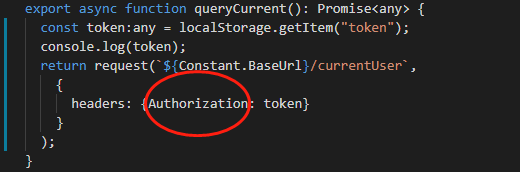 export async function queryCurrent(): Promise<any> {
const token:any = localStorage.getItem("token");
console.log(token);
return request(`${Constant.BaseUrl}/currentUser`,
{
headers: {Authorization: token}
}
);
}